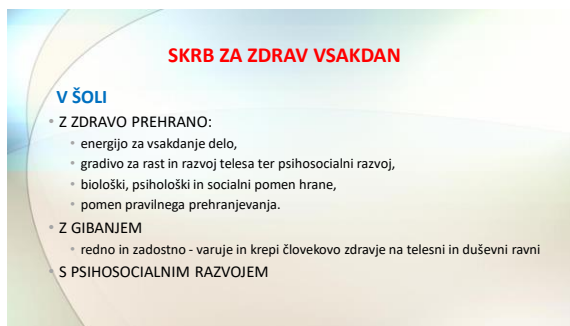 SKRB ZA ZDRAV VSAKDAN
V ŠOLI
• Z ZDRAVO PREHRANO:
• energijo za vsakdanje delo,
• gradivo za rast in razvoj telesa ter psihosocialni razvoj,
• biološki, psihološki in socialni pomen hrane,
• pomen pravilnega prehranjevanja.
• Z GIBANJEM
• redno in zadostno - varuje in krepi človekovo zdravje na telesni in duševni ravni
• S PSIHOSOCIALNIM RAZVOJEM